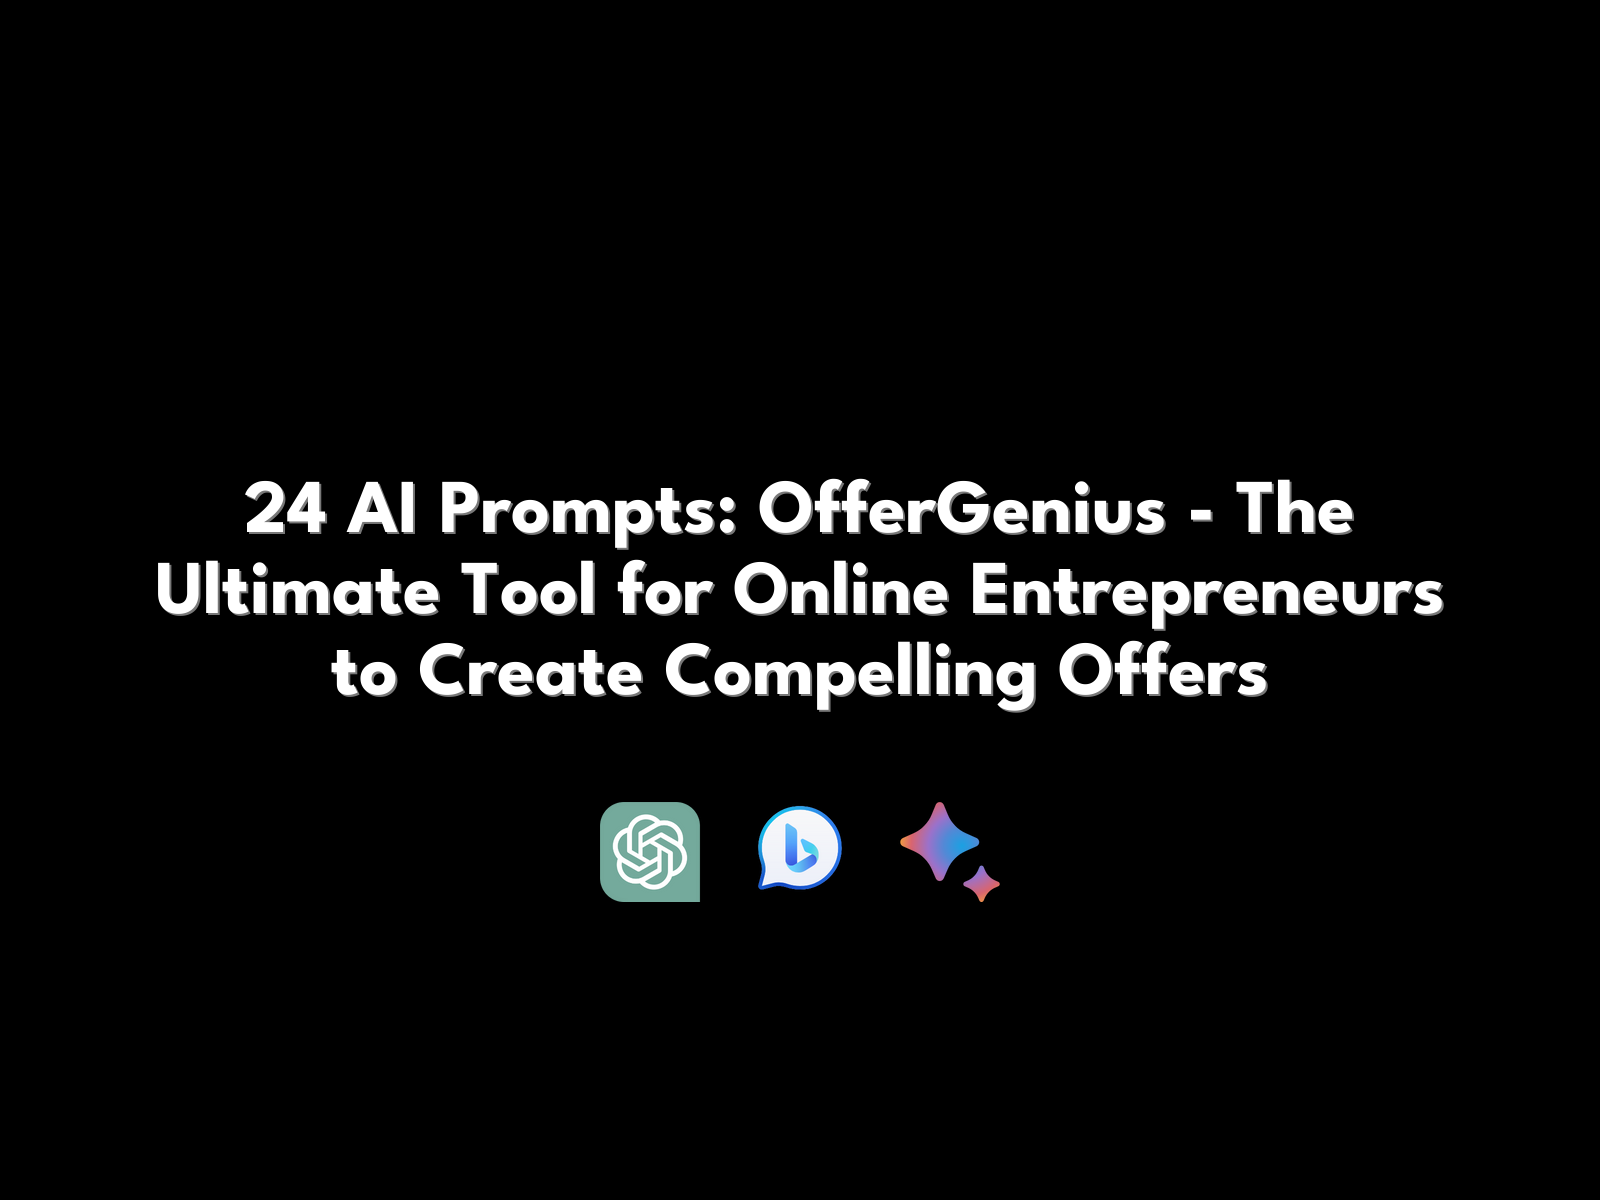 24 AI Prompts: OfferGenius - The
Ultimate Tool for Online Entrepreneurs
to Create Compelling Offers